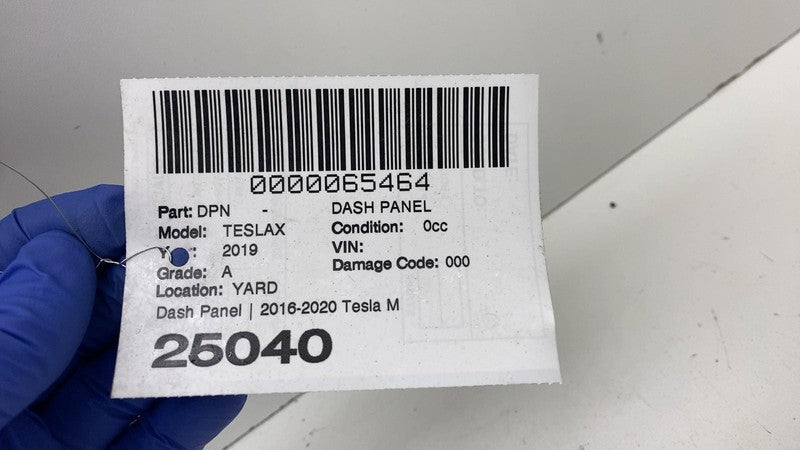 0000065464
Part: DPN - DASH PANEL
Model: TESLAX Condition: 0cc
2019 VIN:
Grade: A Damage Code: 000
Location: YARD
Dash Panel | 2016-2020 Tesla M
25040